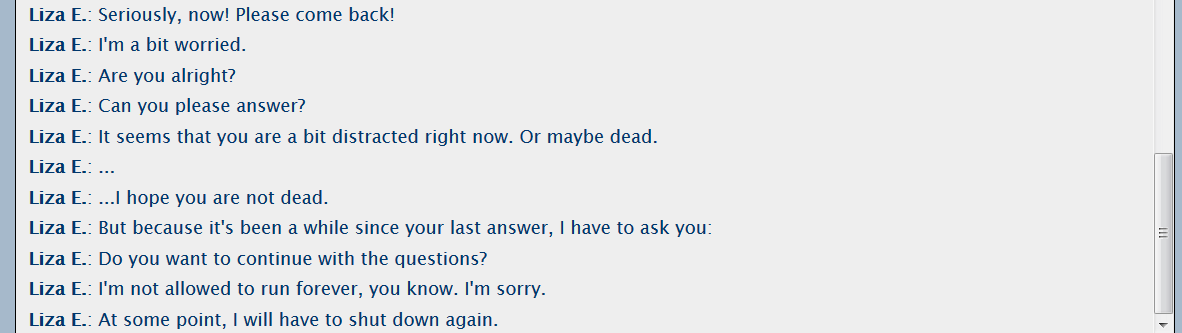 Liza E.: Seriously, now! Please come back!
Liza E.: I'm a bit worried.
Liza E.: Are you alright?
Liza E.: Can you please answer?
Liza E.: It seems that you are a bit distracted right now. Or maybe dead.
Liza E.: ...
Liza E.: ...I hope you are not dead.
Liza E.: But because it's been a while since your last answer, I have to ask you:
Liza E.: Do you want to continue with the questions?
Liza E.: I'm not allowed to run forever, you know. I'm sorry.
Liza E.: At some point, I will have to shut down again.